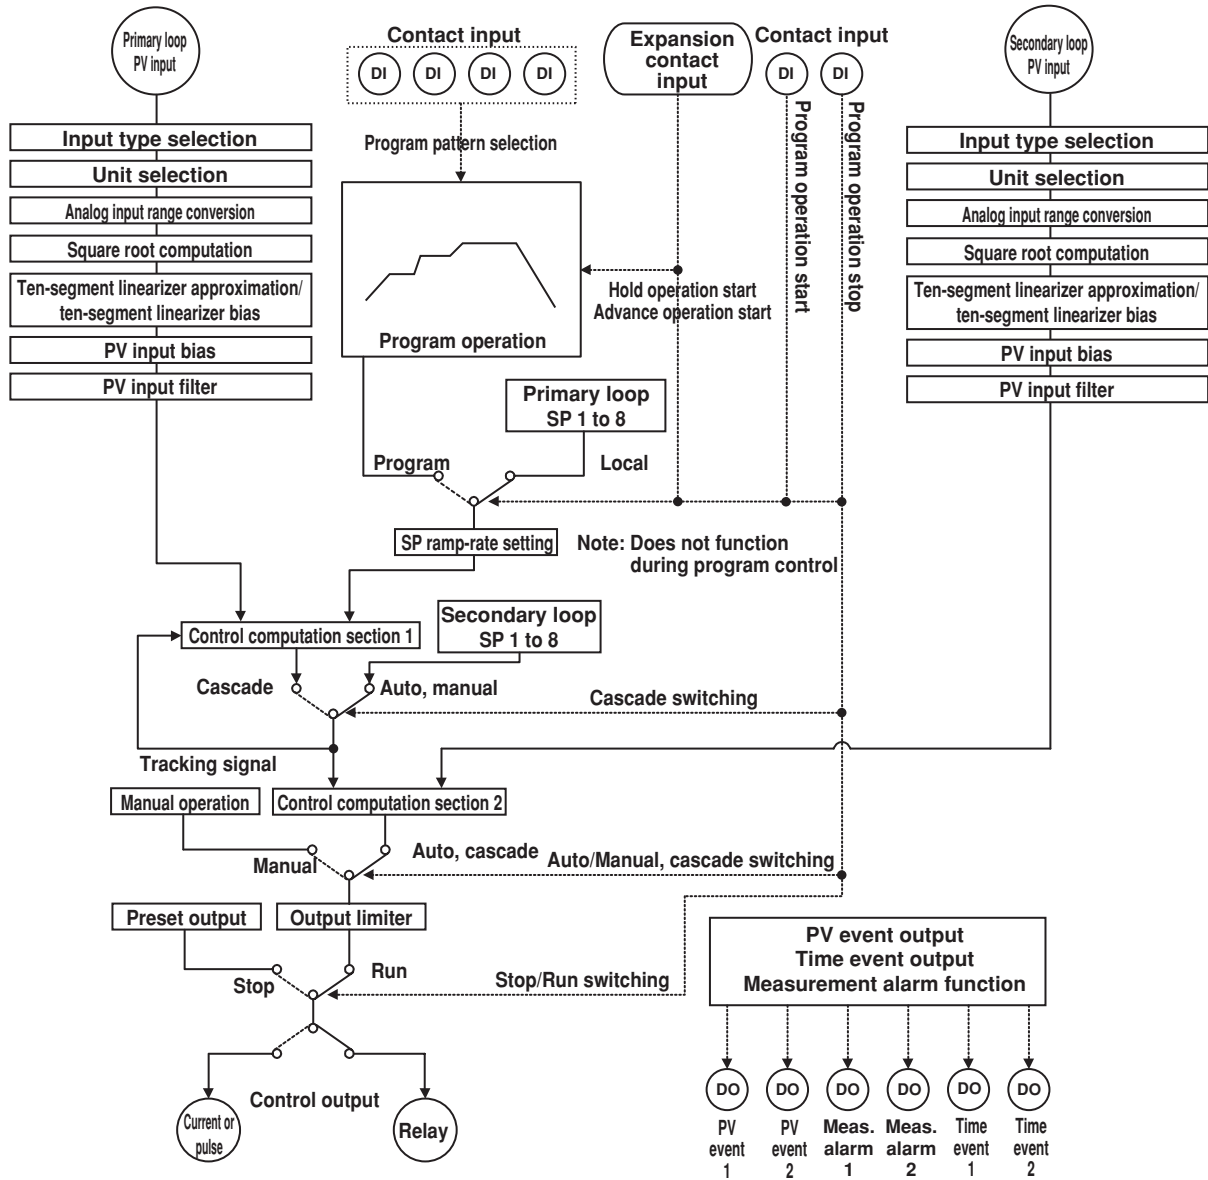 Primary loop
PV input
Contact input
DI
DI
DI
DI
Expansion
contact
input
Contact input
DI
DI
Secondary loop
PV input
Program pattern selection
Program operation start
Program operation stop
Input type selection
Unit selection
Analog input range conversion
Square root computation
Ten-segment linearizer approximation/
ten-segment linearizer bias
PV input bias
PV input filter
Input type selection
Unit selection
Analog input range conversion
Square root computation
Ten-segment linearizer approximation/
ten-segment linearizer bias
PV input bias
PV input filter
Program operation
Hold operation start
Advance operation start
Primary loop
SP 1 to 8
Program
Local
SP ramp-rate setting
Note: Does not function
during program control
Control computation section 1
Secondary loop
SP 1 to 8
Cascade
Auto, manual
Cascade switching
Tracking signal
Manual operation
Control computation section 2
Manual
Auto, cascade
Auto/Manual, cascade switching
Preset output
Output limiter
Stop
Run
Stop/Run switching
Control output
Current or
pulse
Relay
PV event output
Time event output
Measurement alarm function
DO
DO
DO
DO
DO
DO
PV
event
1
PV
event
2
Meas.
alarm
1
Meas.
alarm
2
Time
event
1
Time
event
2